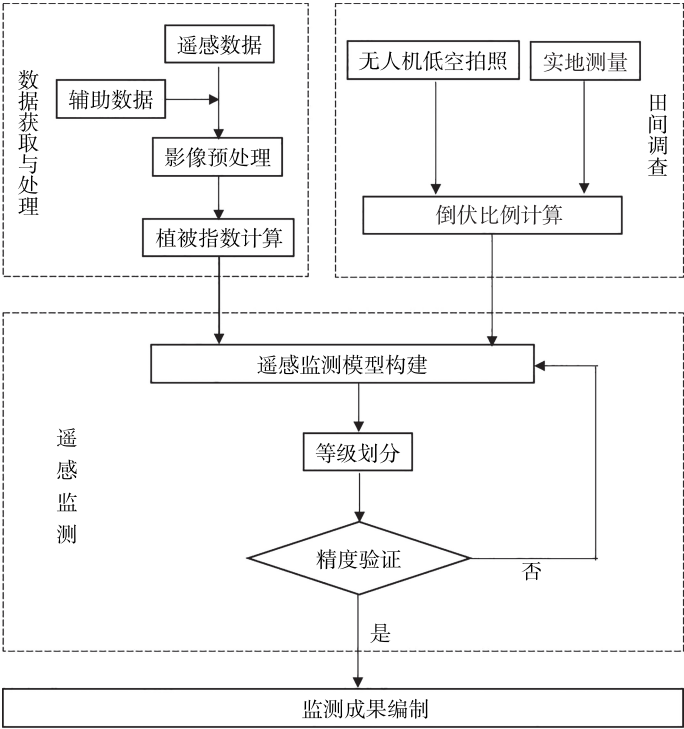 数据获取与处理
遥感数据
辅助数据
影像预处理
植被指数计算
无人机低空拍照
实地测量
田间调查
倒伏比例计算
遥感监测
遥感监测模型构建
等级划分
精度验证
否
是
监测成果编制